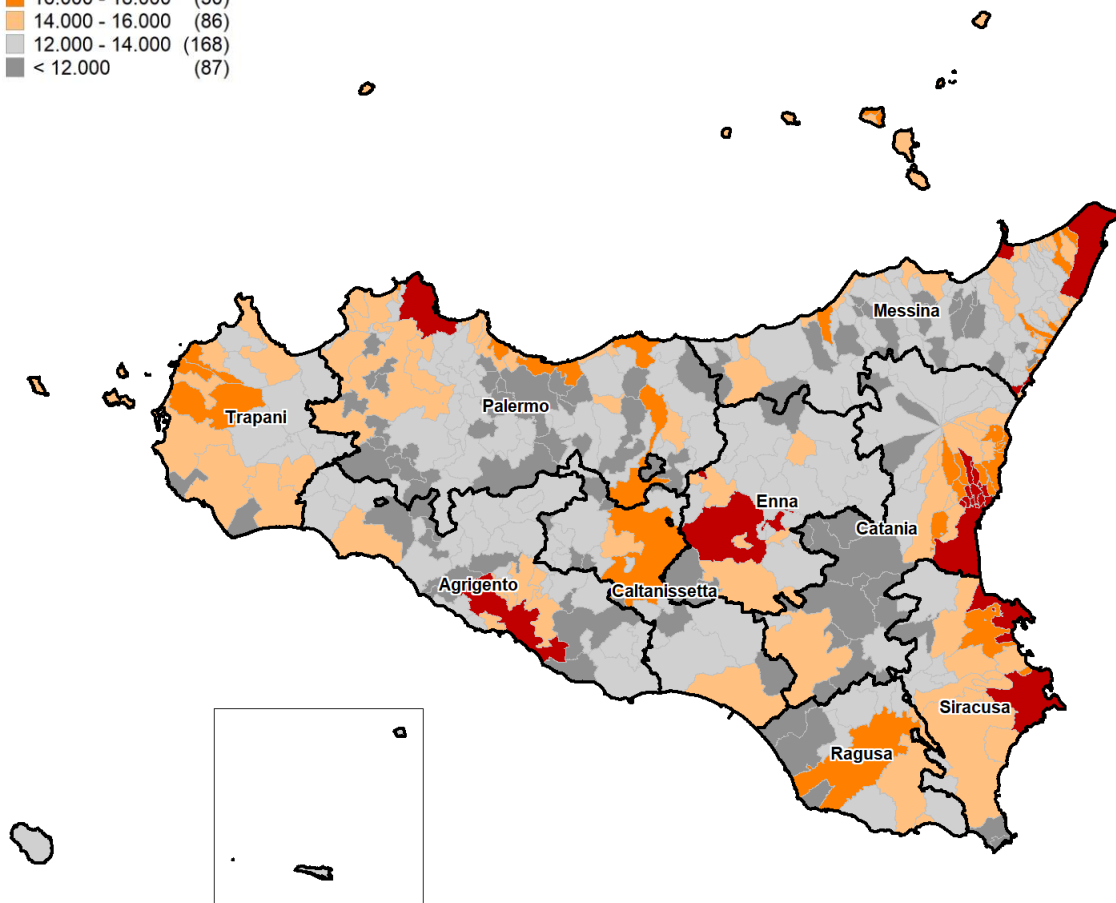 14.000 - 16.000 (86)
12.000 - 14.000 (168)
< 12.000 (87)
Messina
Palermo
Trapani
Enna
Catania
Agrigento
Caltanissetta
Siracusa
Ragusa